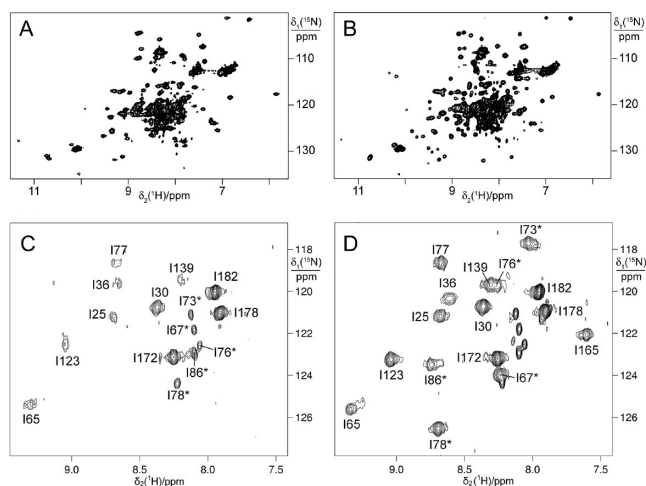 A
δ₁(¹⁵N)
ppm
110
120
130
11
9
7
δ₂(¹H)/ppm
B
δ₁(¹⁵N)
ppm
110
120
130
11
9
7
δ₂(¹H)/ppm
C
I77
I139
I182
I36
I30
I73*
I178
I25
I67*
I123
I172
I76*
I86*
I78*
I65
118
δ₁(¹⁵N)
ppm
120
122
124
126
9.0
8.5
8.0
7.5
δ₂(¹H)/ppm
D
I73*
I77
I139
I76*
I36
I182
I25
I30
I178
I165
I123
I172
I86*
I67*
I65
I78*
118
δ₁(¹⁵N)
ppm
120
122
124
126
9.0
8.5
8.0
7.5
δ₂(¹H)/ppm